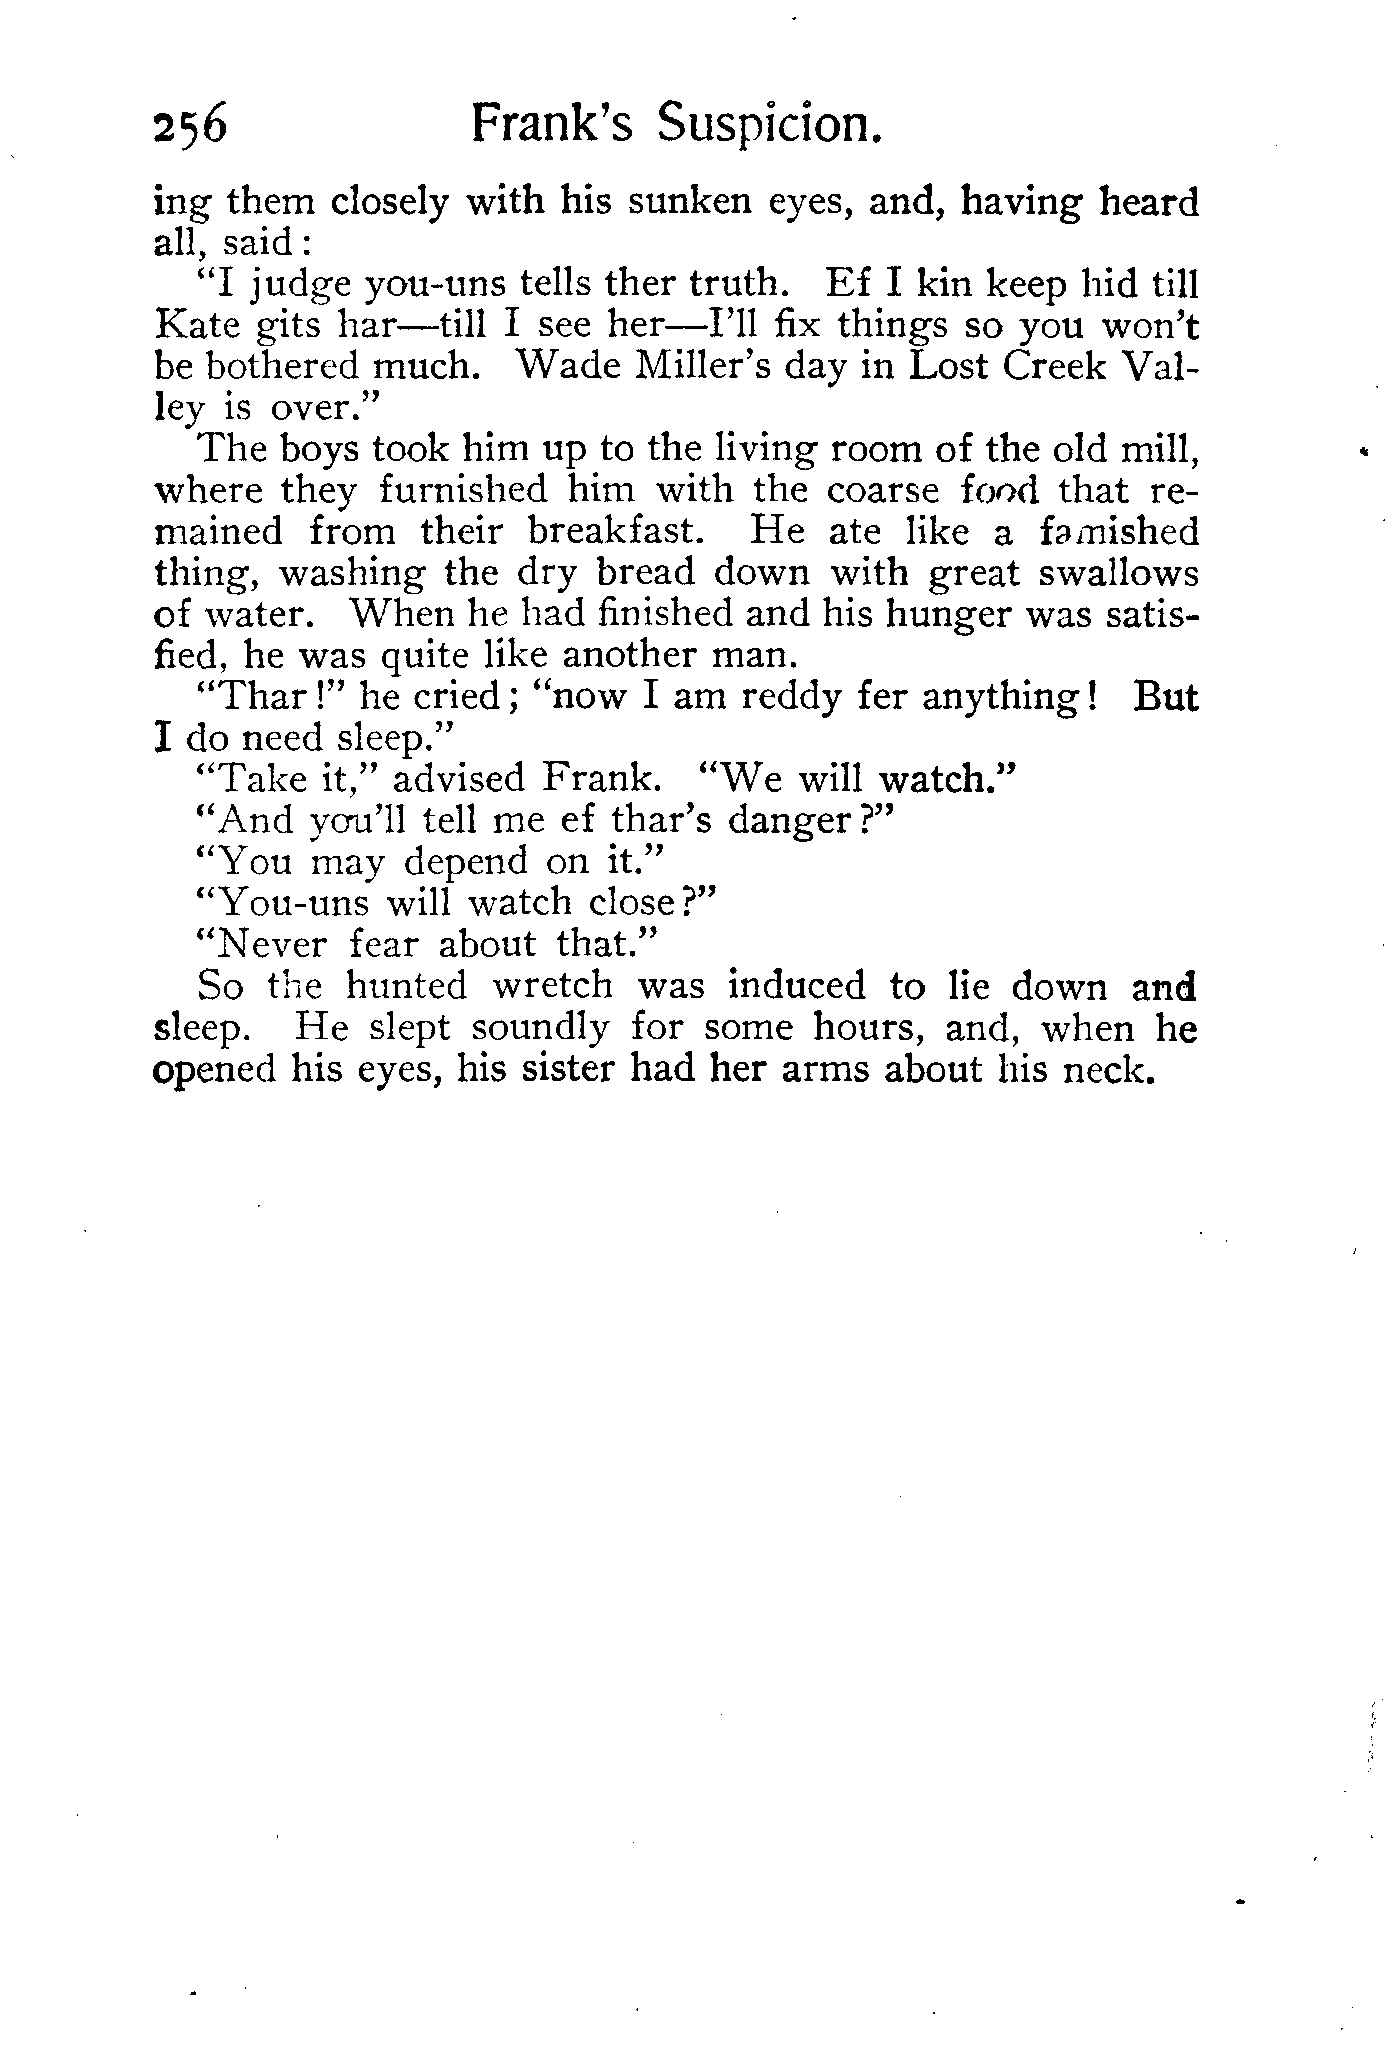 256 Frank's Suspicion.
ing them closely with his sunken eyes, and, having heard
all, said:
"I judge you-uns tells ther truth. Ef I kin keep hid till
Kate gits har—till I see her—I'll fix things so you won't
be bothered much. Wade Miller's day in Lost Creek Val-
ley is over."
The boys took him up to the living room of the old mill,
where they furnished him with the coarse food that re-
mained from their breakfast. He ate like a famished
thing, washing the dry bread down with great swallows
of water. When he had finished and his hunger was satis-
fied, he was quite like another man.
"Thar!" he cried; "now I am reddy fer anything! But
I do need sleep."
"Take it," advised Frank. "We will watch."
"And you'll tell me ef thar's danger?"
"You may depend on it."
"You-uns will watch close?"
"Never fear about that."
So the hunted wretch was induced to lie down and
sleep. He slept soundly for some hours, and, when he
opened his eyes, his sister had her arms about his neck.